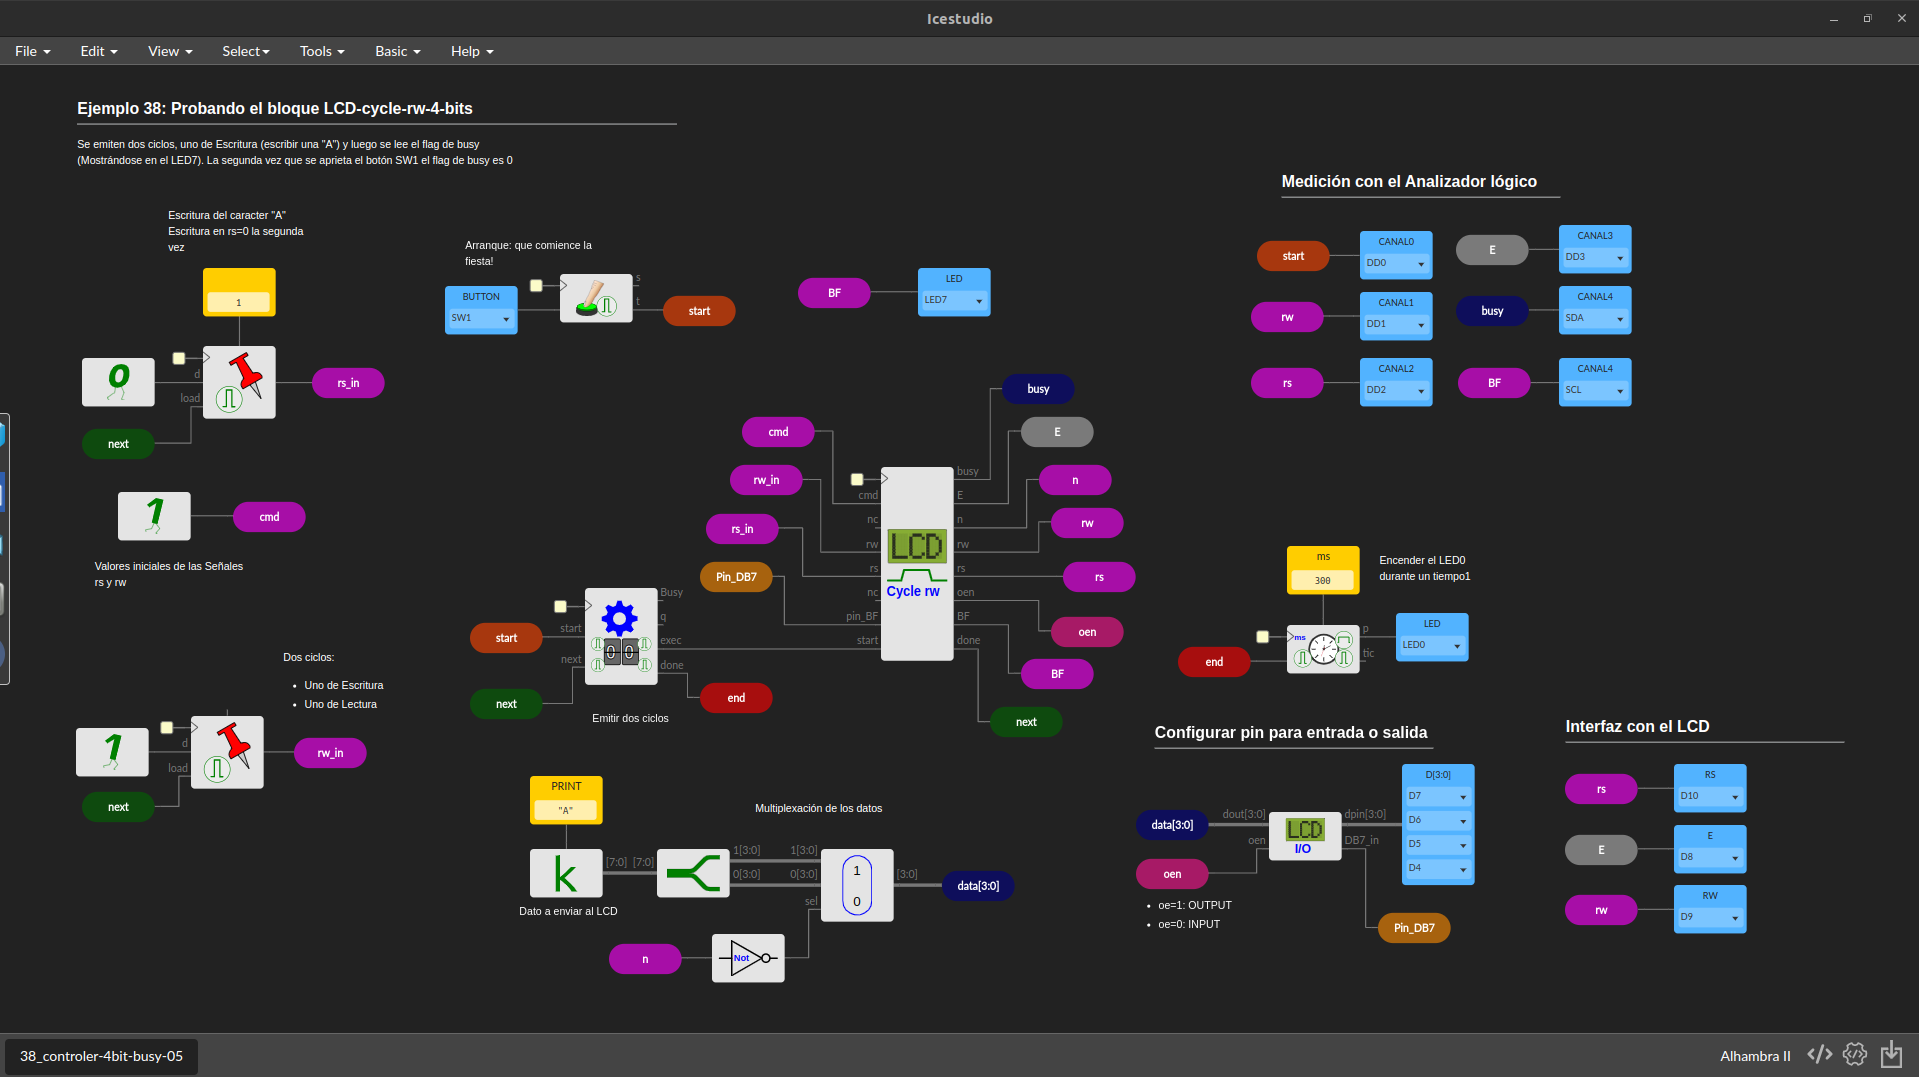 Icestudio
File
Edit
View
Select
Tools
Basic
Help
Ejemplo 38: Probando el bloque LCD-cycle-rw-4-bits
Se emiten dos ciclos, uno de Escritura (escribir una "A") y luego se lee el flag de busy
(Mostrándose en el LED7). La segunda vez que se aprieta el botón SW1 el flag de busy es 0
Escritura del caracter "A"
Escritura en rs=0 la segunda
vez
1
0
d
load
next
rs_in
1
cmd
Valores iniciales de las Señales
rs y rw
Dos ciclos:
• Uno de Escritura
• Uno de Lectura
1
d
load
next
rw_in
Arranque: que comience la
fiesta!
BUTTON
SW1
s
t
start
BF
LED
LED7
cmd
rw_in
rs_in
Pin_DB7
cmd
nc
rw
rs
nc
pin_BF
start
LCD
Cycle rw
busy
E
n
rw
rs
oen
BF
done
busy
E
n
rw
rs
oen
BF
next
start
next
start
next
0 0
Busy
q
exec
done
end
Emitir dos ciclos
PRINT
"A"
k
[7:0] [7:0]
Dato a enviar al LCD
Multiplexación de los datos
1[3:0] 1[3:0]
0[3:0] 0[3:0]
sel
1
0
[3:0]
data[3:0]
n
Not
Medición con el Analizador lógico
start
CANAL0
DD0
E
CANAL3
DD3
rw
CANAL1
DD1
busy
CANAL4
SDA
rs
CANAL2
DD2
BF
CANAL4
SCL
ms
300
Encender el LED0
durante un tiempo1
end
ms
p
tic
LED
LED0
Configurar pin para entrada o salida
data[3:0]
oen
dout[3:0]
oen
LCD
I/O
dpin[3:0]
DB7_in
D[3:0]
D7
D6
D5
D4
Pin_DB7
• oe=1: OUTPUT
• oe=0: INPUT
Interfaz con el LCD
rs
RS
D10
E
E
D8
rw
RW
D9
38_controler-4bit-busy-05
Alhambra II